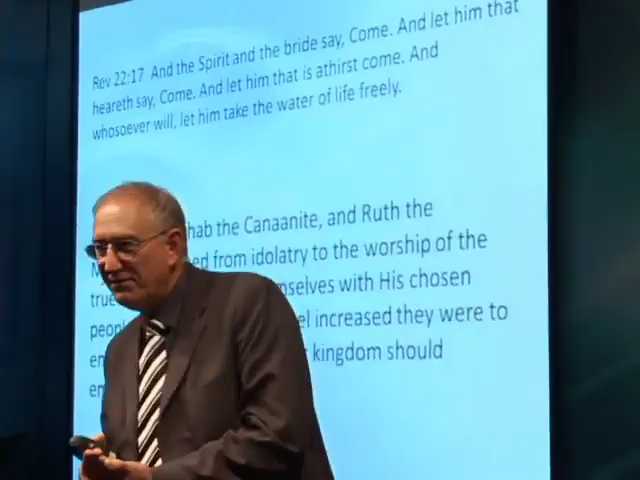 Rev 22:17 And the Spirit and the bride say, Come. And let him that
heareth say, Come. And let him that is athirst come. And
whosoever will, let him take the water of life freely.
hab the Canaanite, and Ruth the
M ed from idolatry to the worship of the
true mselves with His chosen
peop el increased they were to
en kingdom should
en